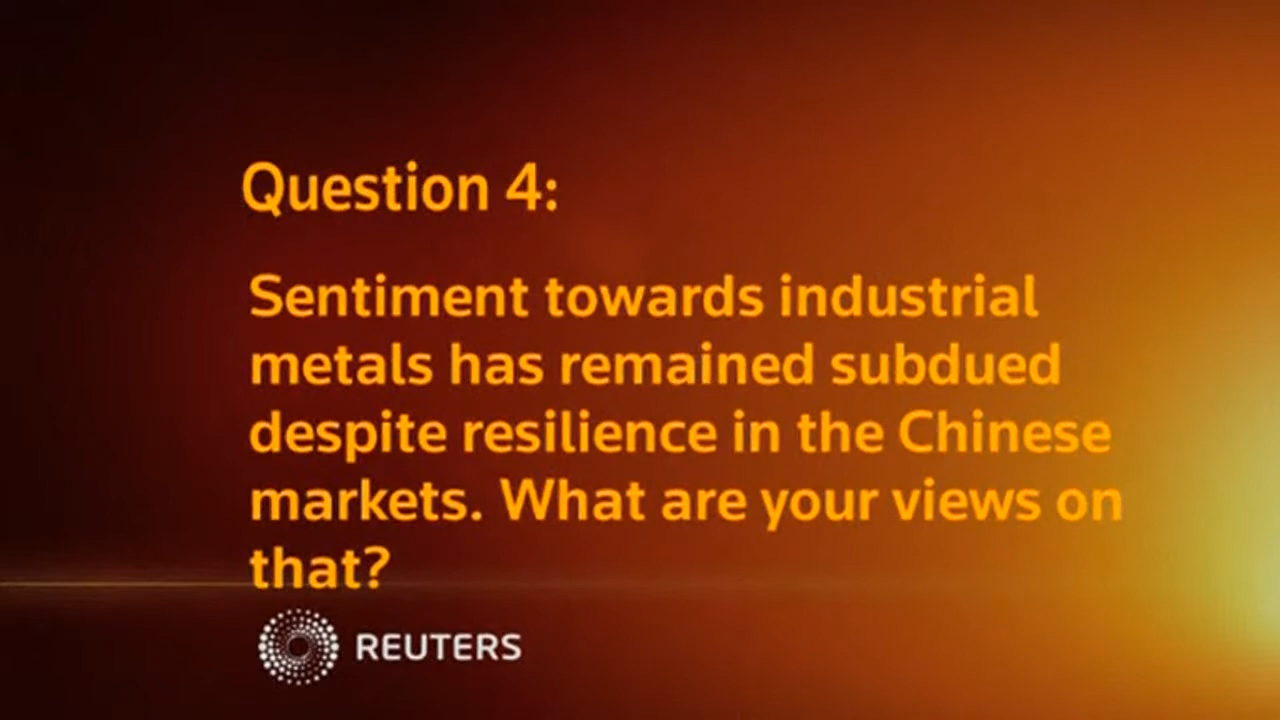 Question 4:
Sentiment towards industrial
metals has remained subdued
despite resilience in the Chinese
markets. What are your views on
that?
REUTERS